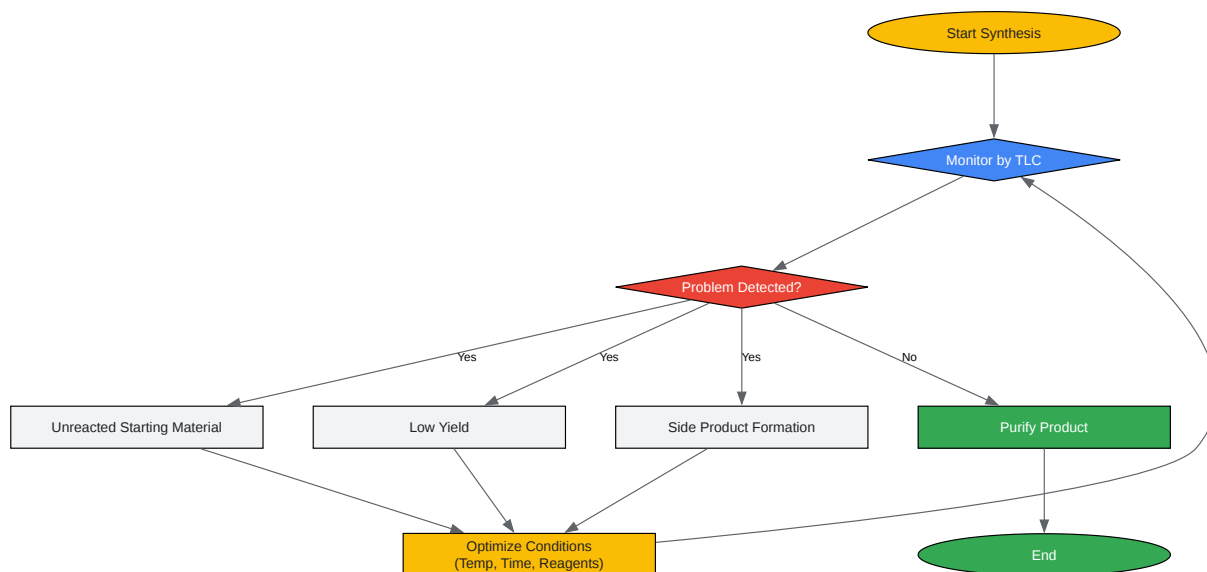 Start Synthesis
Monitor by TLC
Problem Detected?
Yes
Yes
Yes
No
Unreacted Starting Material
Low Yield
Side Product Formation
Purify Product
Optimize Conditions
(Temp, Time, Reagents)
End